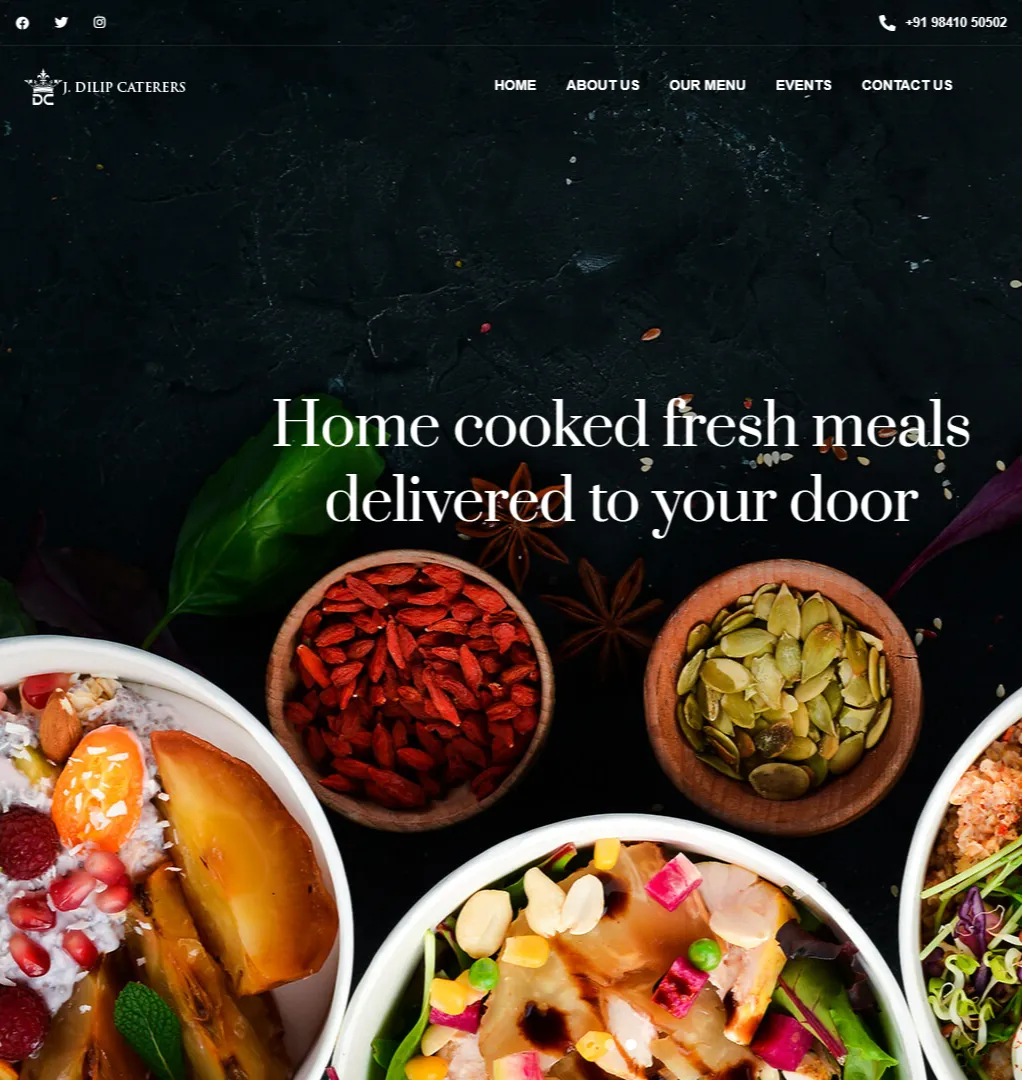 +91 98410 50502
DC
J. DILIP CATERERS
HOME
ABOUT US
OUR MENU
EVENTS
CONTACT US
Home cooked fresh meals
delivered to your door